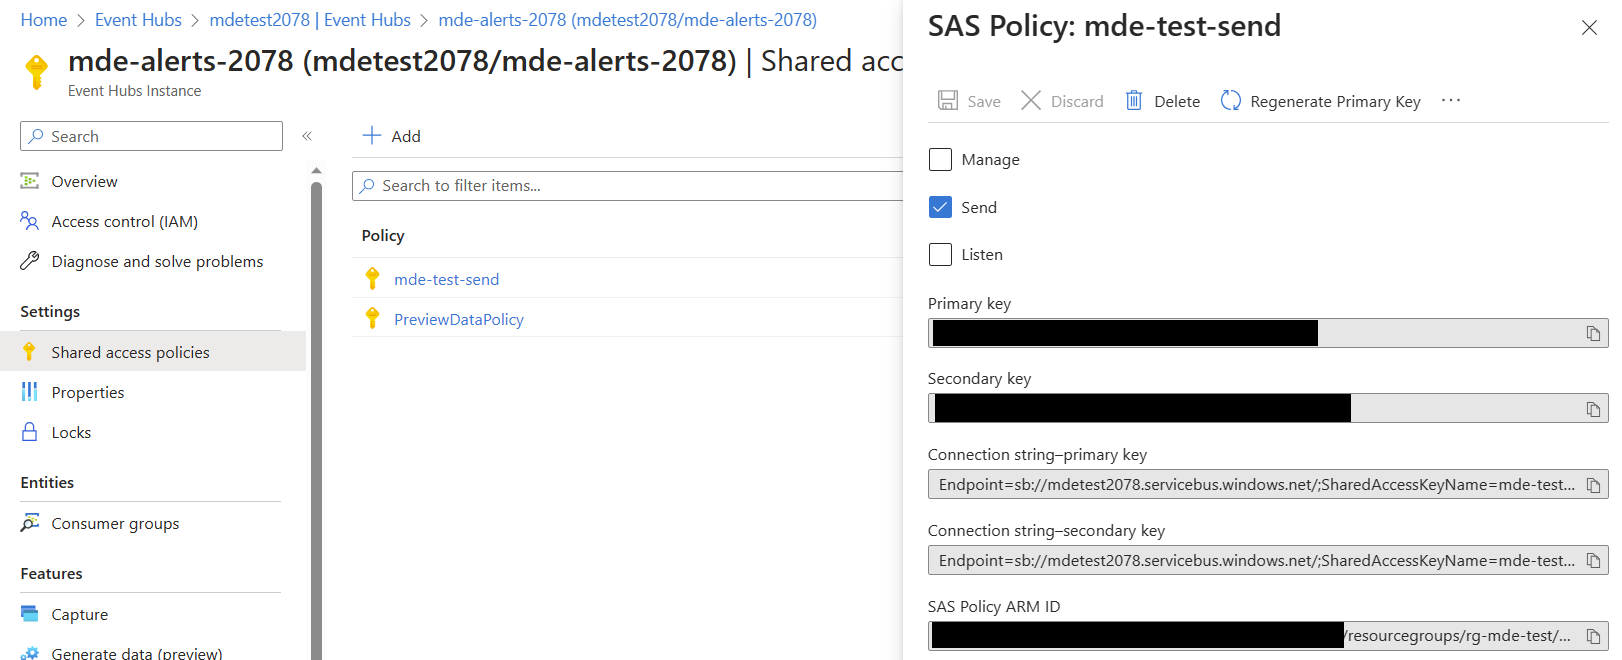 Home > Event Hubs > mdetest2078 | Event Hubs > mde-alerts-2078 (mdetest2078/mde-alerts-2078)
mde-alerts-2078 (mdetest2078/mde-alerts-2078) | Shared acc
Event Hubs Instance
Search
«
Overview
Access control (IAM)
Diagnose and solve problems
Settings
Shared access policies
Properties
Locks
Entities
Consumer groups
Features
Capture
Generate data (preview)
Add
Search to filter items...
Policy
mde-test-send
PreviewDataPolicy
SAS Policy: mde-test-send
Save Discard Delete Regenerate Primary Key ...
Manage
Send
Listen
Primary key
Secondary key
Connection string–primary key
Endpoint=sb://mdetest2078.servicebus.windows.net/;SharedAccessKeyName=mde-test...
Connection string–secondary key
Endpoint=sb://mdetest2078.servicebus.windows.net/;SharedAccessKeyName=mde-test...
SAS Policy ARM ID
/resourcegroups/rg-mde-test/...